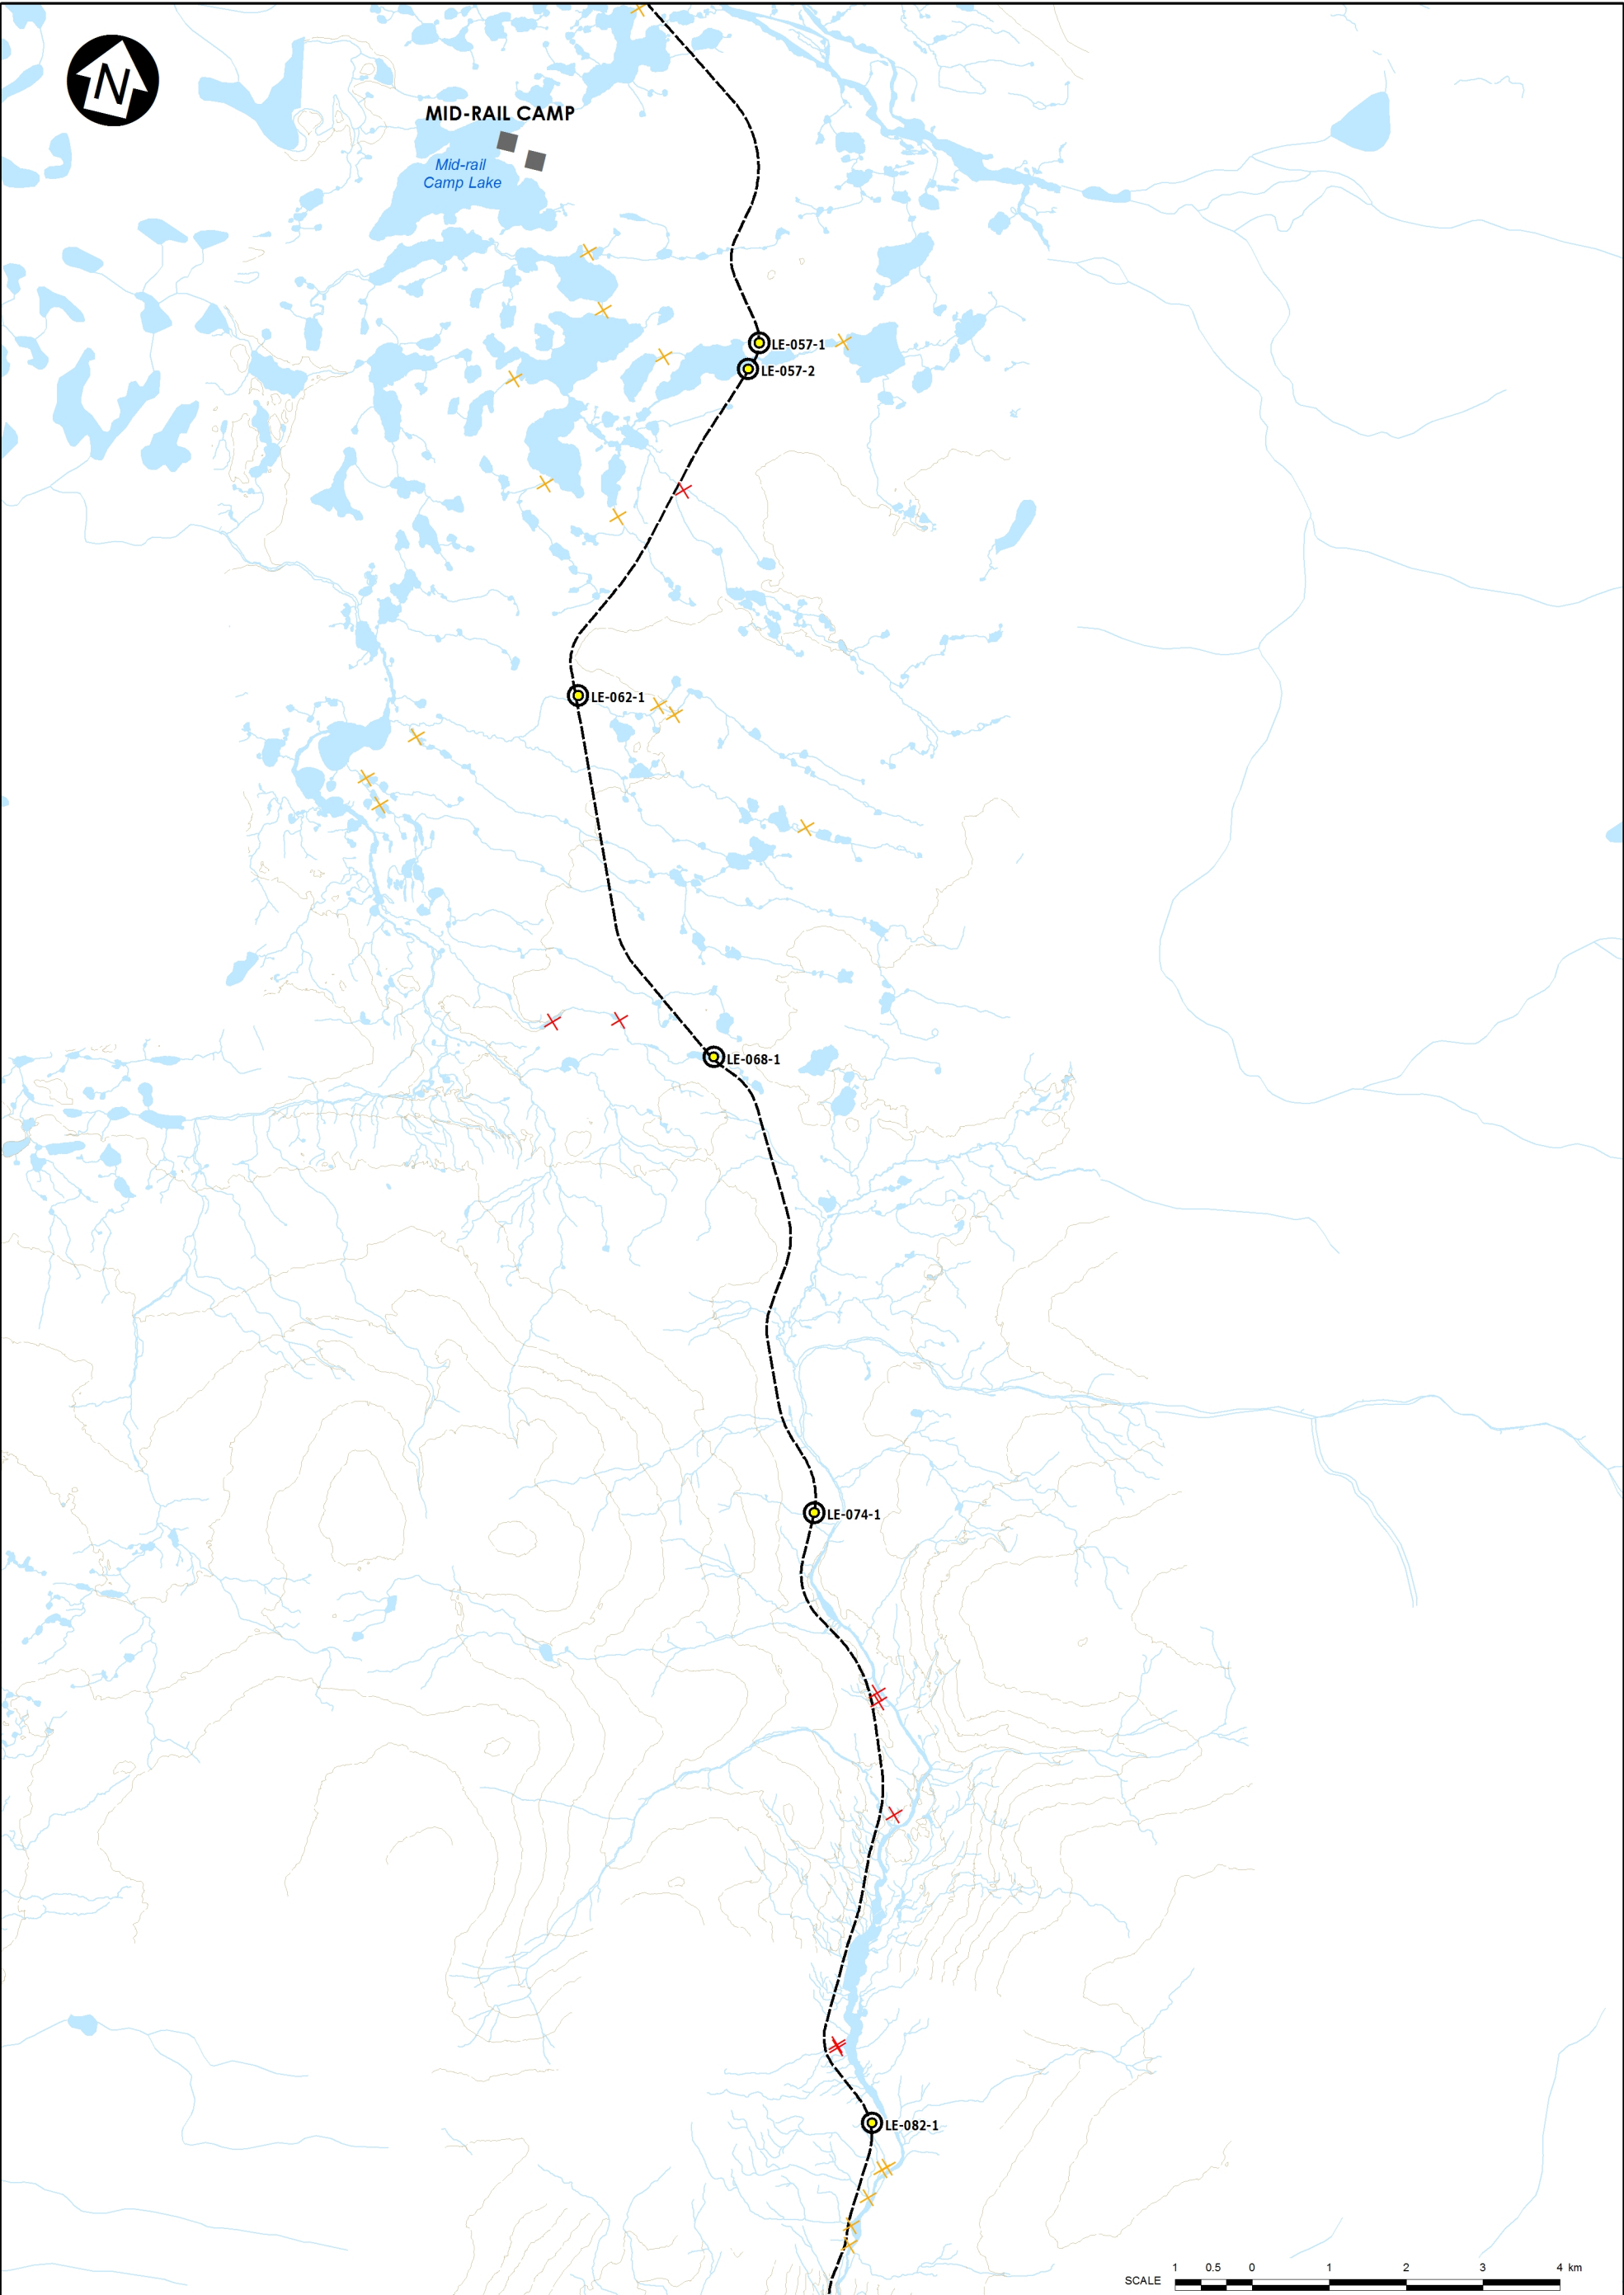 N
MID-RAIL CAMP
Mid-rail
Camp Lake
LE-057-1
LE-057-2
LE-062-1
LE-068-1
LE-074-1
LE-082-1
1 0.5 0 1 2 3 4 km
SCALE